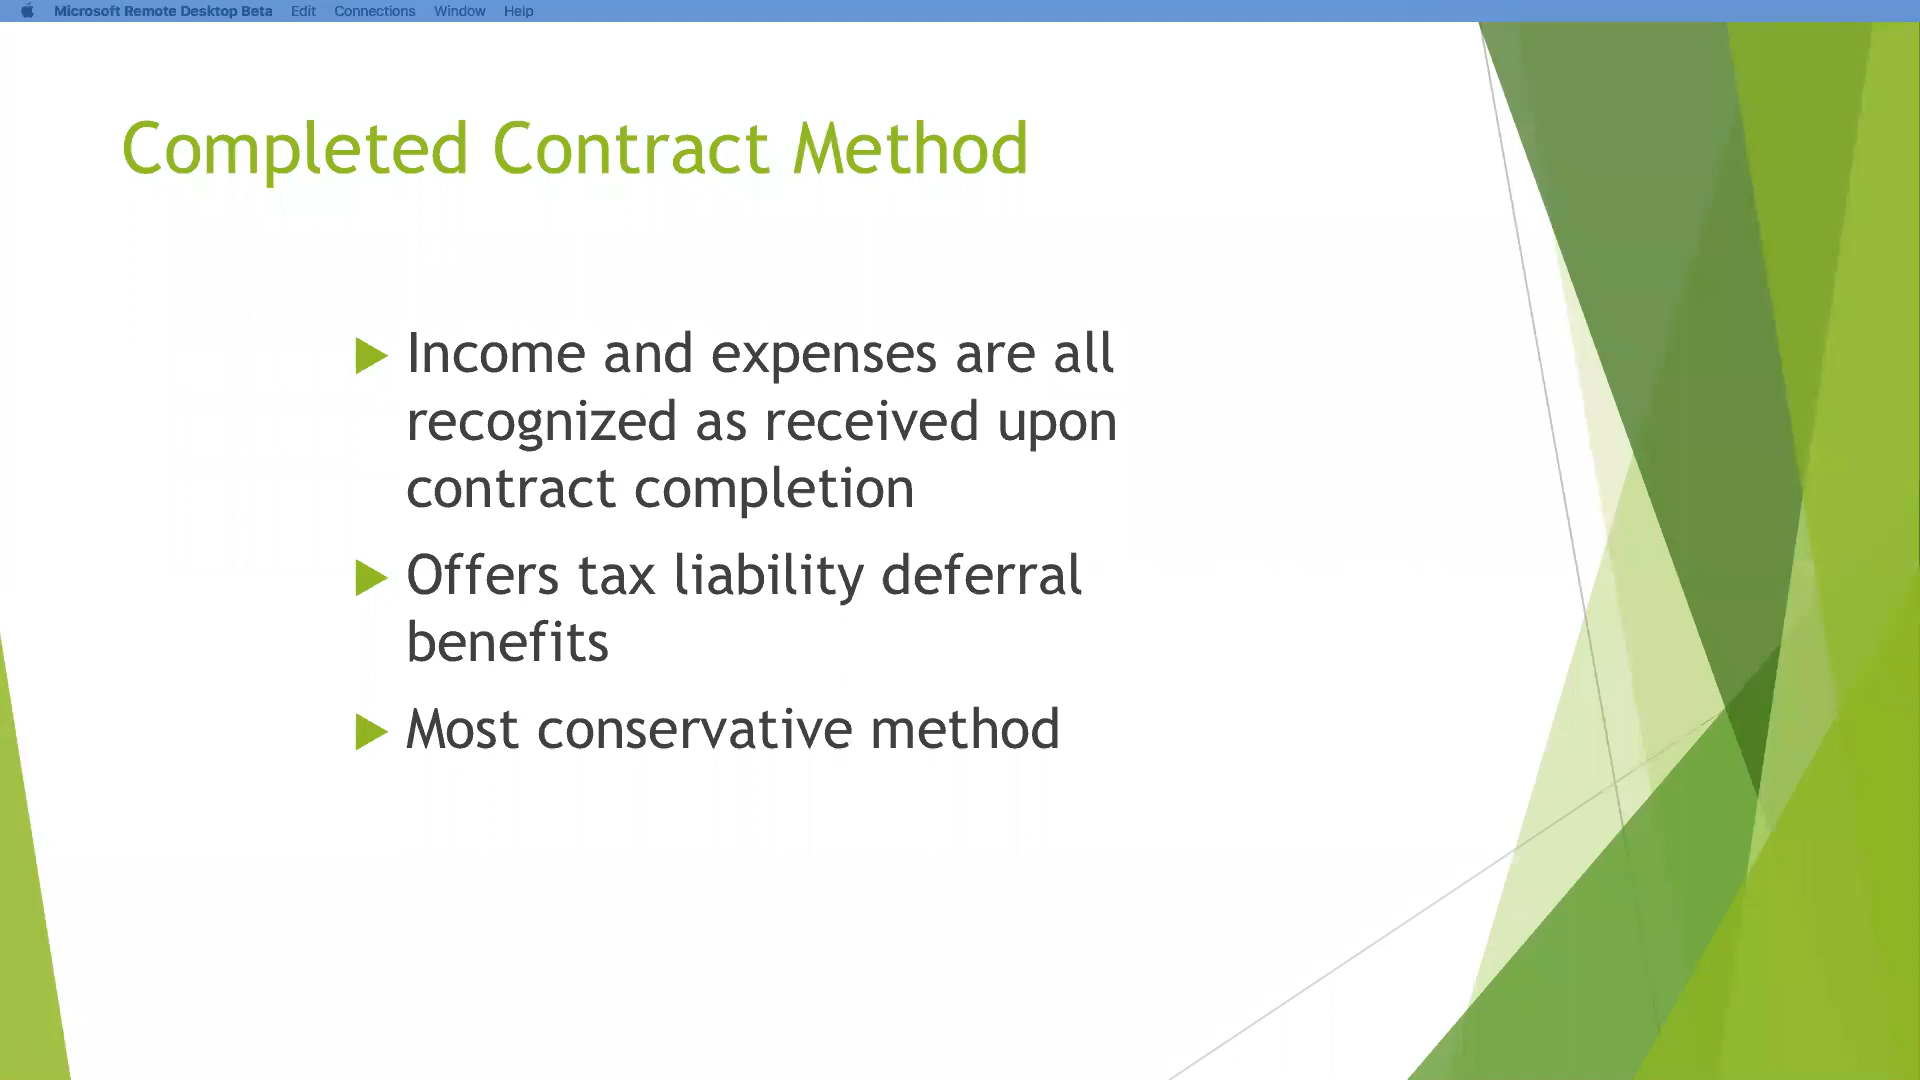 Microsoft Remote Desktop Beta Edit Connections Window Help
Completed Contract Method
Income and expenses are all
recognized as received upon
contract completion
Offers tax liability deferral
benefits
Most conservative method